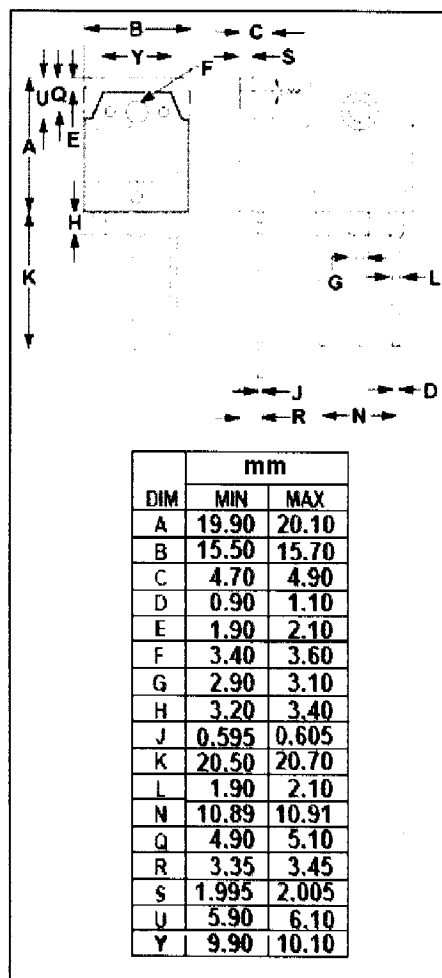 B
C
Y
F
S
U
Q
A
E
H
K
G
L
J
D
R
N
mm
DIM MIN MAX
A 19.90 20.10
B 15.50 15.70
C 4.70 4.90
D 0.90 1.10
E 1.90 2.10
F 3.40 3.60
G 2.90 3.10
H 3.20 3.40
J 0.595 0.605
K 20.50 20.70
L 1.90 2.10
N 10.89 10.91
Q 4.90 5.10
R 3.35 3.45
S 1.995 2.005
U 5.90 6.10
Y 9.90 10.10